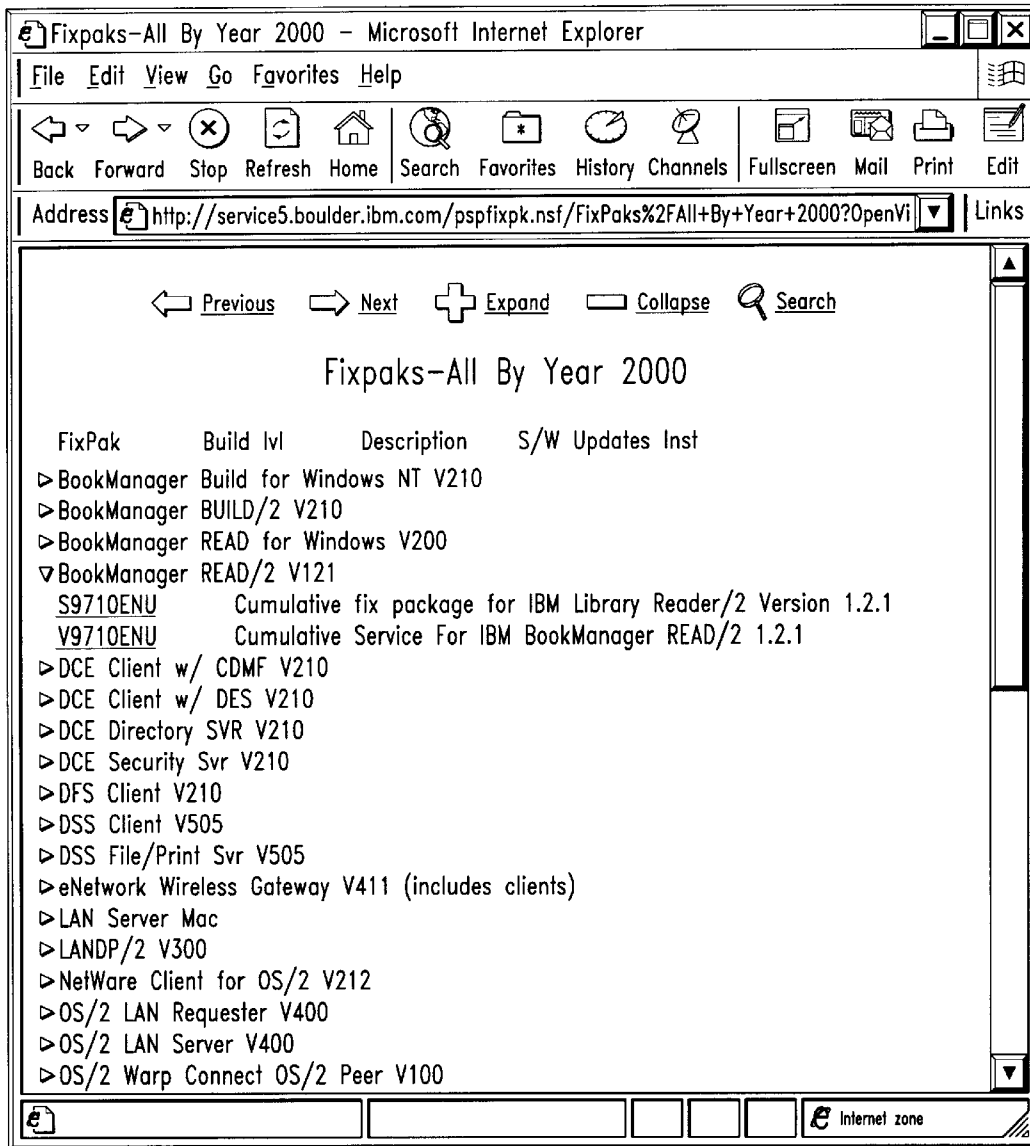 Fixpaks-All By Year 2000 - Microsoft Internet Explorer
File Edit View Go Favorites Help
Back Forward Stop Refresh Home Search Favorites History Channels Fullscreen Mail Print Edit
Address http://service5.boulder.ibm.com/pspfixpk.nsf/FixPaks%2FAll+By+Year+2000?OpenVi Links
Previous Next Expand Collapse Search
Fixpaks-All By Year 2000
FixPak Build lvl Description S/W Updates Inst
BookManager Build for Windows NT V210
BookManager BUILD/2 V210
BookManager READ for Windows V200
BookManager READ/2 V121
S9710ENU Cumulative fix package for IBM Library Reader/2 Version 1.2.1
V9710ENU Cumulative Service For IBM BookManager READ/2 1.2.1
DCE Client w/ CDMF V210
DCE Client w/ DES V210
DCE Directory SVR V210
DCE Security Svr V210
DFS Client V210
DSS Client V505
DSS File/Print Svr V505
eNetwork Wireless Gateway V411 (includes clients)
LAN Server Mac
LANDP/2 V300
NetWare Client for OS/2 V212
OS/2 LAN Requester V400
OS/2 LAN Server V400
OS/2 Warp Connect OS/2 Peer V100
Internet zone